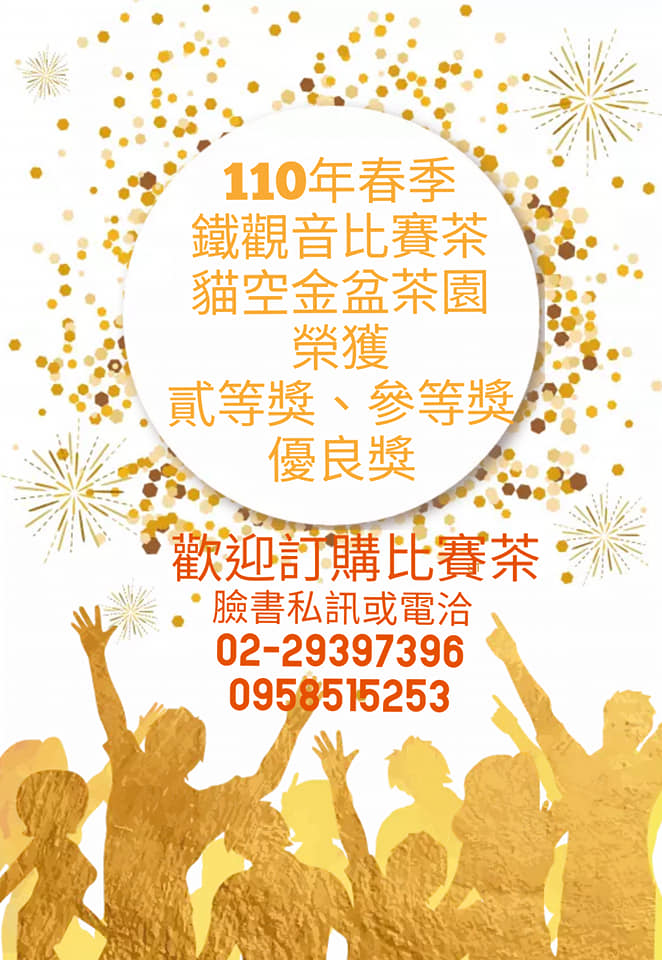 110年春季
鐵觀音比賽茶
貓空金盆茶園
榮獲
貳等獎、參等獎
優良獎
歡迎訂購比賽茶
臉書私訊或電洽
02-29397396
0958515253